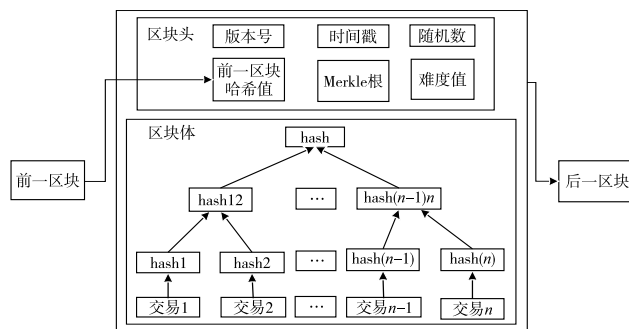 区块头
版本号
时间戳
随机数
前一区块
哈希值
Merkle根
难度值
区块体
hash
前一区块
后一区块
hash12
...
hash(n−1)n
hash1
hash2
...
hash(n−1)
hash(n)
交易1
交易2
...
交易n−1
交易n